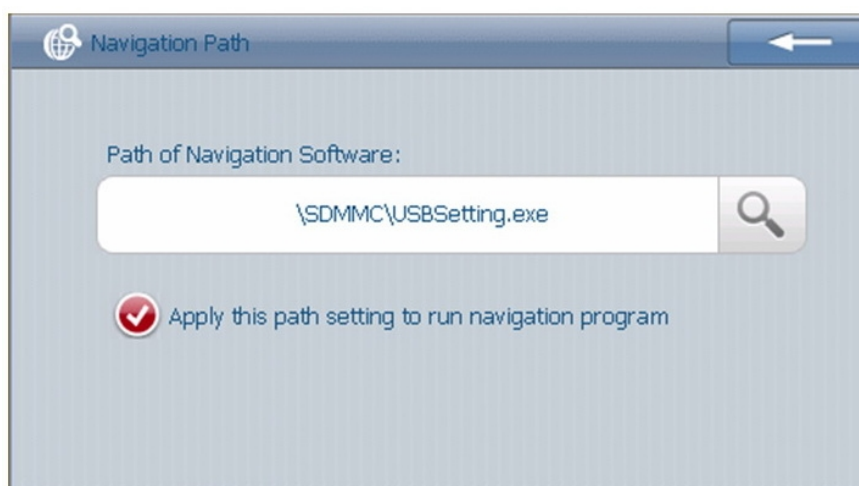 Navigation Path
Path of Navigation Software:
\SDMMC\USBSetting.exe
Apply this path setting to run navigation program